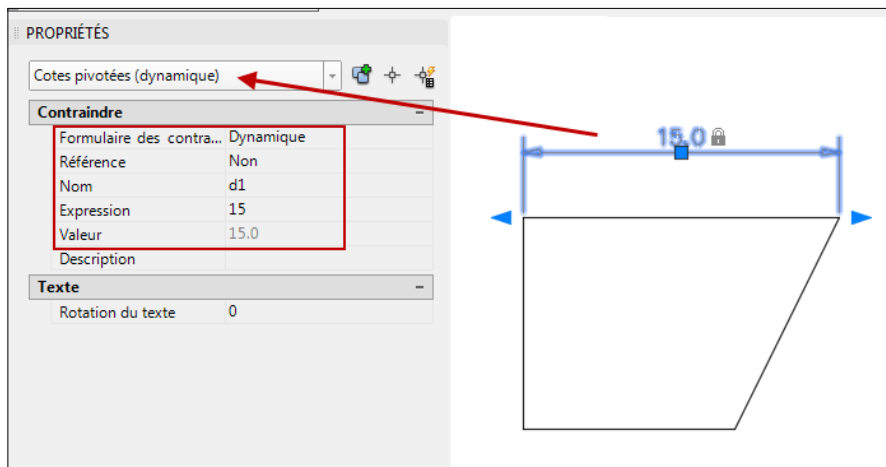 PROPRIÉTÉS
Cotes pivotées (dynamique)
Contraindre
Formulaire des contra... Dynamique
Référence Non
Nom d1
Expression 15
Valeur 15.0
Description
Texte
Rotation du texte 0
15.0